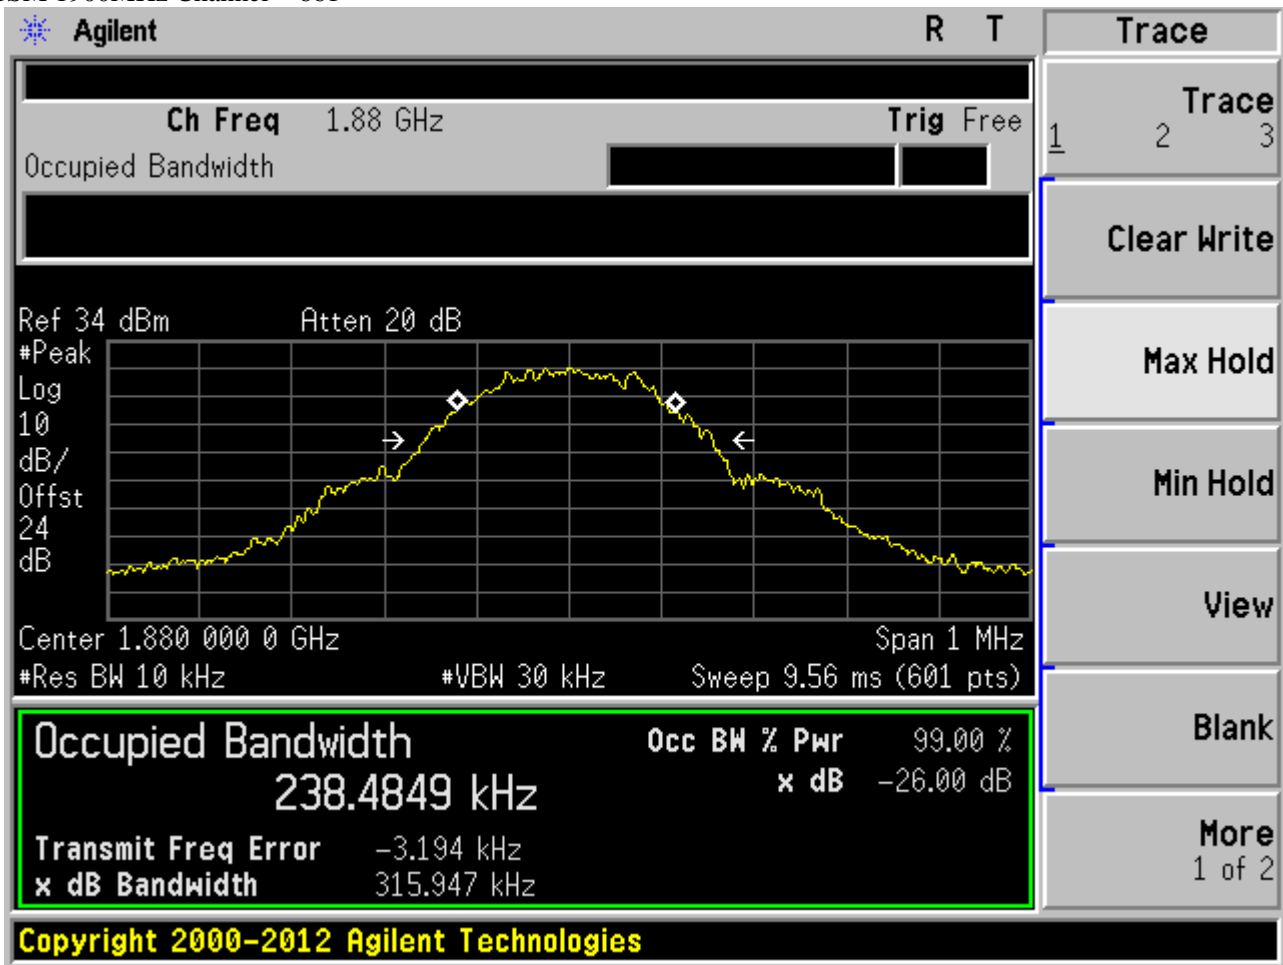 Agilent R T Trace
Ch Freq 1.88 GHz Trig Free
Occupied Bandwidth
Trace
1 2 3
Clear Write
Max Hold
Min Hold
View
Blank
More
1 of 2
Ref 34 dBm Atten 20 dB
#Peak
Log
10
dB/
Offst
24
dB
Center 1.880 000 0 GHz Span 1 MHz
#Res BW 10 kHz #VBW 30 kHz Sweep 9.56 ms (601 pts)
Occupied Bandwidth
238.4849 kHz
Occ BW % Pwr 99.00 %
x dB -26.00 dB
Transmit Freq Error -3.194 kHz
x dB Bandwidth 315.947 kHz
Copyright 2000-2012 Agilent Technologies